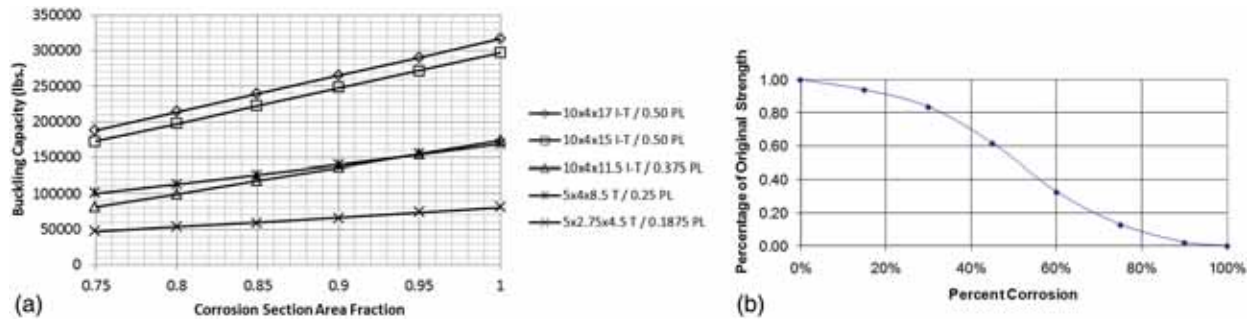 350000
300000
250000
200000
150000
100000
50000
0
Buckling Capacity (lbs.)
0.75 0.8 0.85 0.9 0.95 1
Corrosion Section Area Fraction
10x4x17 I-T / 0.50 PL
10x4x15 I-T / 0.50 PL
10x4x11.5 I-T / 0.375 PL
5x4x8.5 T / 0.25 PL
5x2.75x4.5 T / 0.1875 PL
(a)
Percentage of Original Strength
1.00
0.80
0.60
0.40
0.20
0.00
0% 20% 40% 60% 80% 100%
Percent Corrosion
(b)